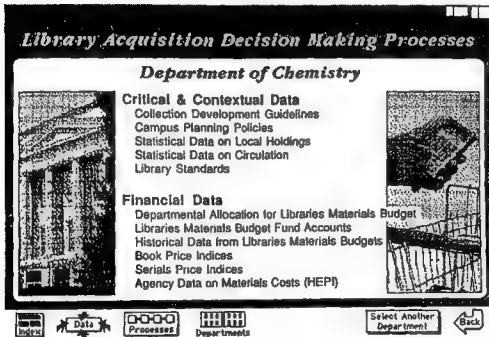 Library Acquisition Decision Making Processes
Department of Chemistry
Critical & Contextual Data
Collection Development Guidelines
Campus Planning Policies
Statistical Data on Local Holdings
Statistical Data on Circulation
Library Standards
Financial Data
Departmental Allocation for Libraries Materials Budget
Libraries Materials Budget Fund Accounts
Historical Data from Libraries Materials Budgets
Book Price Indices
Serials Price Indices
Agency Data on Materials Costs (HEPI)
Index
Data
Processes
Departments
Select Another
Department
Back